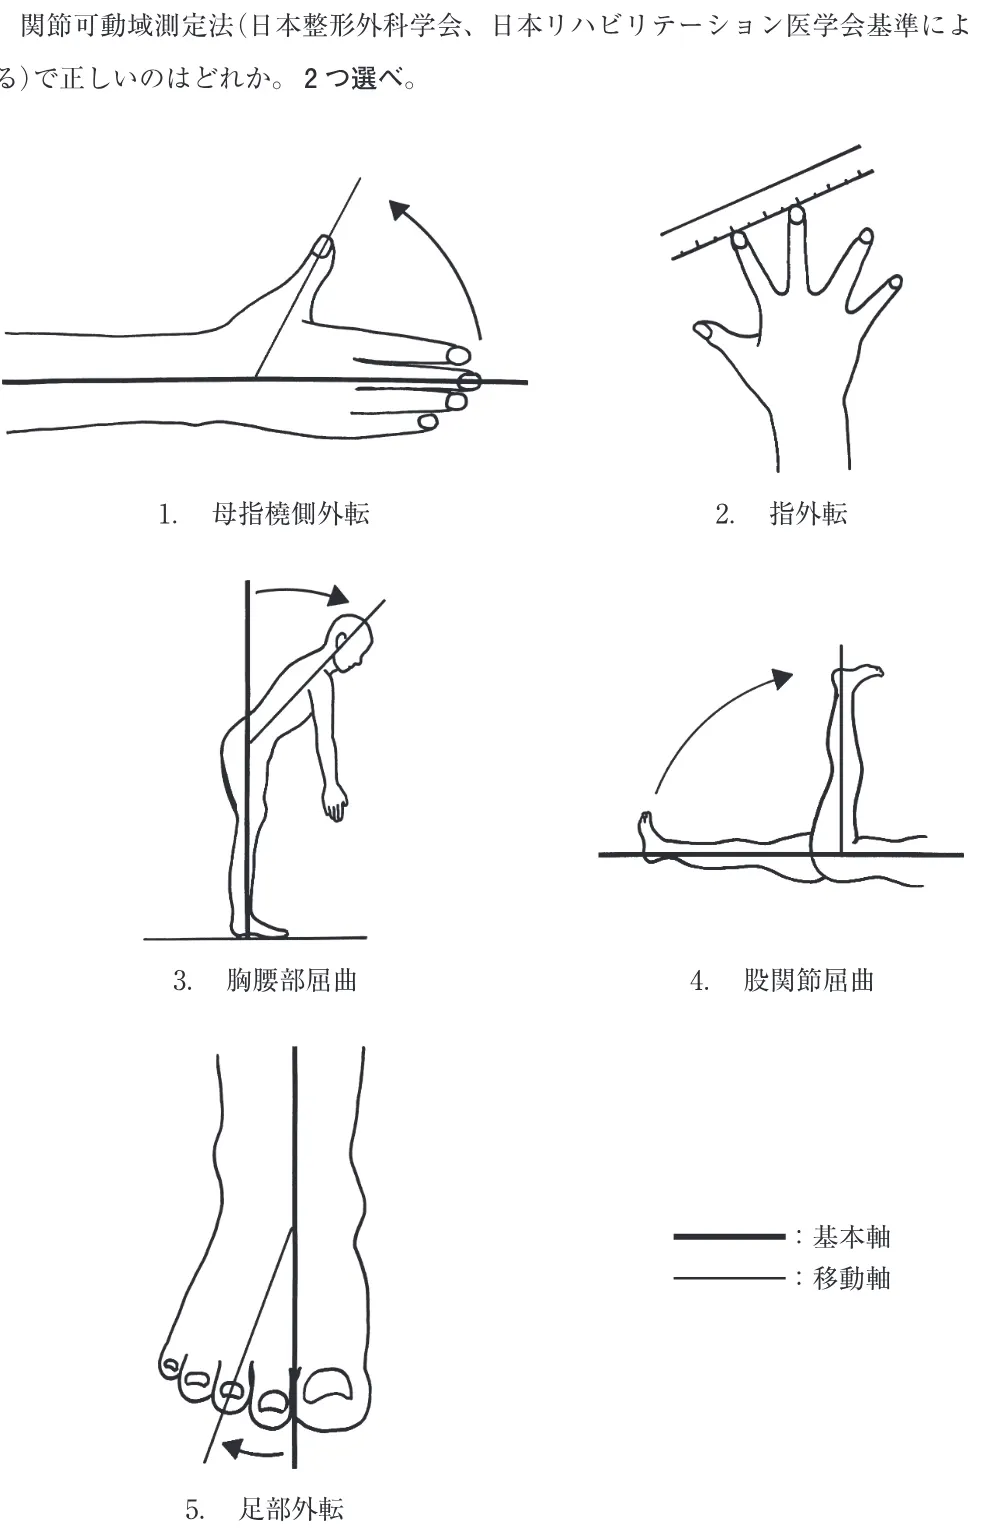 関節可動域測定法(日本整形外科学会、日本リハビリテーション医学会基準によ
る)で正しいのはどれか。2つ選べ。
1. 母指橈側外転
2. 指外転
3. 胸腰部屈曲
4. 股関節屈曲
:基本軸
:移動軸
5. 足部外転